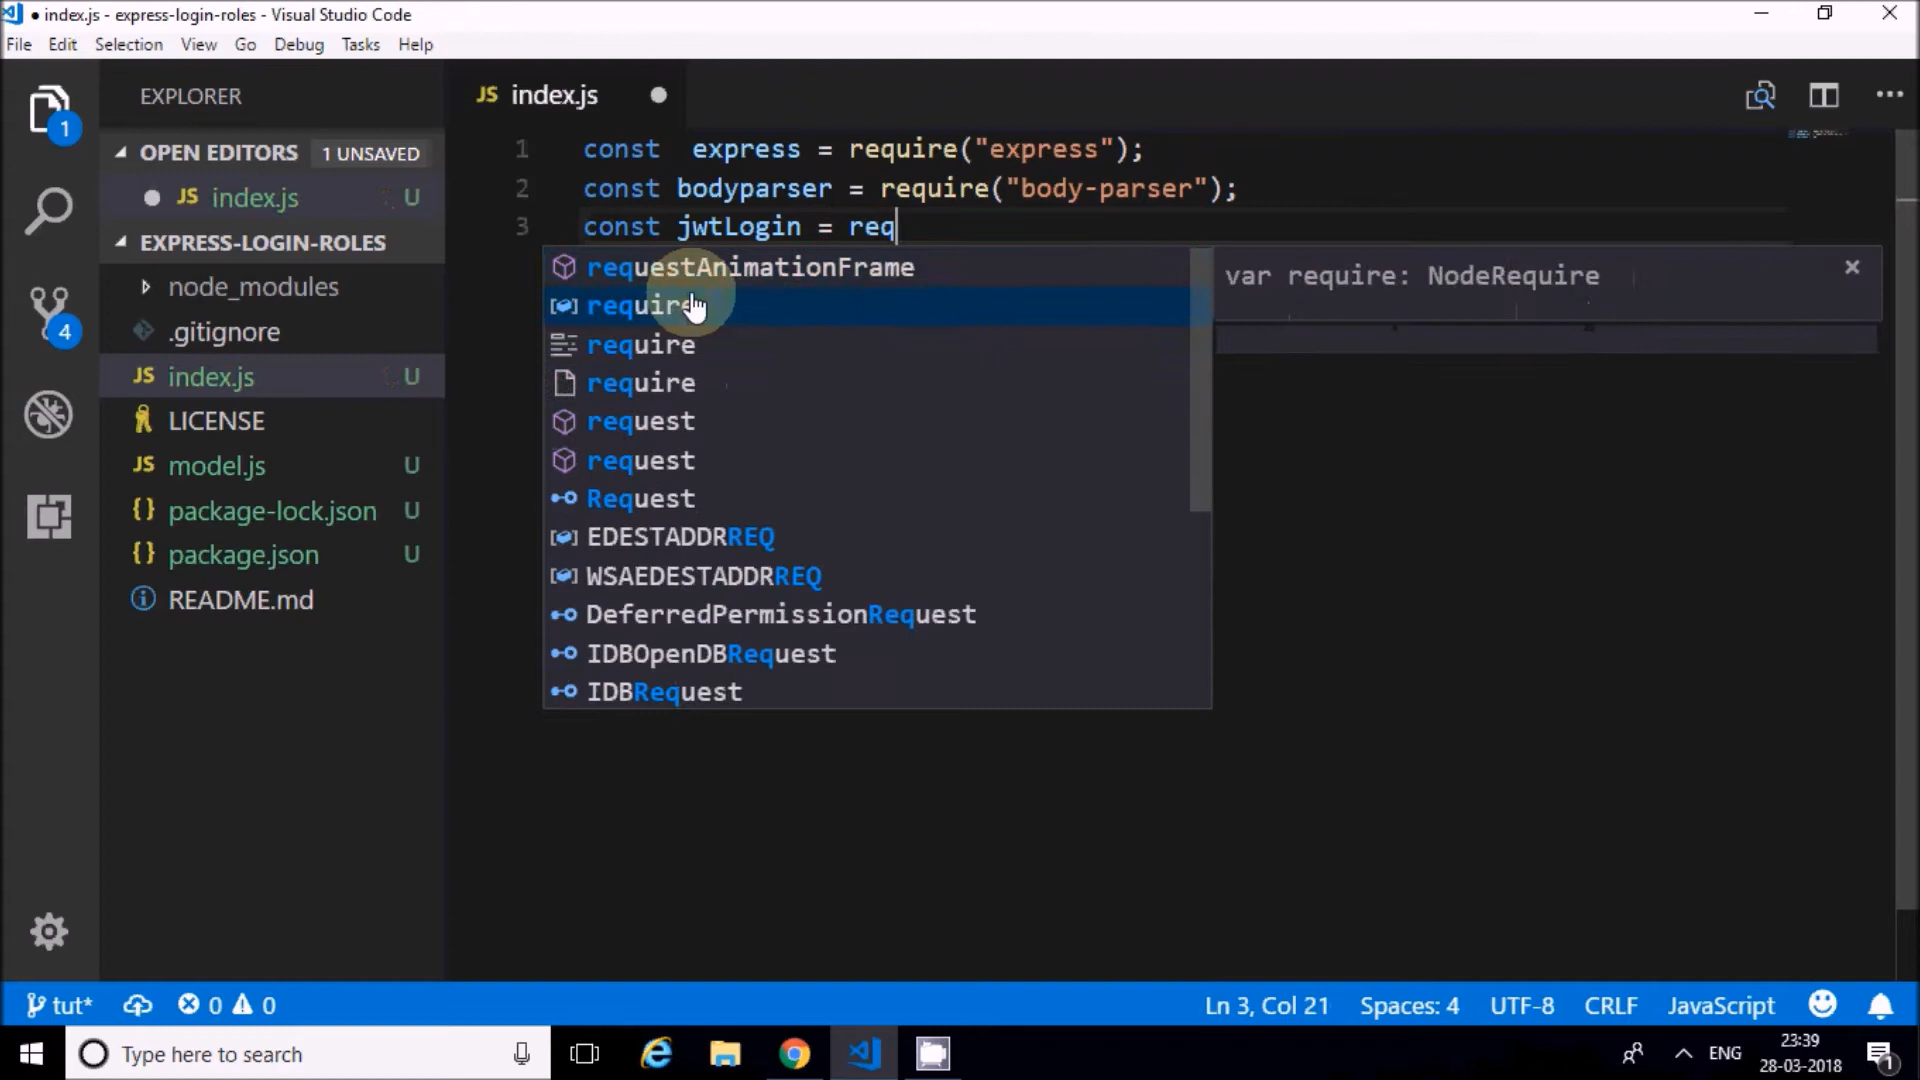 ● index.js - express-login-roles - Visual Studio Code
File Edit Selection View Go Debug Tasks Help
EXPLORER
OPEN EDITORS 1 UNSAVED
JS index.js U
EXPRESS-LOGIN-ROLES
node_modules
.gitignore
JS index.js U
LICENSE
JS model.js U
{} package-lock.json U
{} package.json U
README.md
1
4
JS index.js
1 const  express = require("express");
2 const bodyparser = require("body-parser");
3 const jwtLogin = req
requestAnimationFrame
require
require
require
request
request
Request
EDESTADDRREQ
WSAEDESTADDRREQ
DeferredPermissionRequest
IDBOpenDBRequest
IDBRequest
var require: NodeRequire
tut* 0 0 Ln 3, Col 21 Spaces: 4 UTF-8 CRLF JavaScript
Type here to search
ENG
23:39
28-03-2018
1